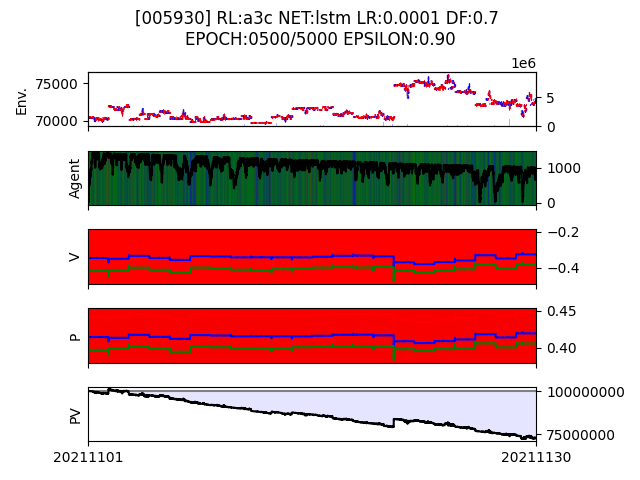 [005930] RL:a3c NET:lstm LR:0.0001 DF:0.7
EPOCH:0500/5000 EPSILON:0.90
1e6
Env.
75000
70000
5
0
Agent
1000
0
V
−0.2
−0.4
P
0.45
0.40
PV
100000000
75000000
20211101
20211130